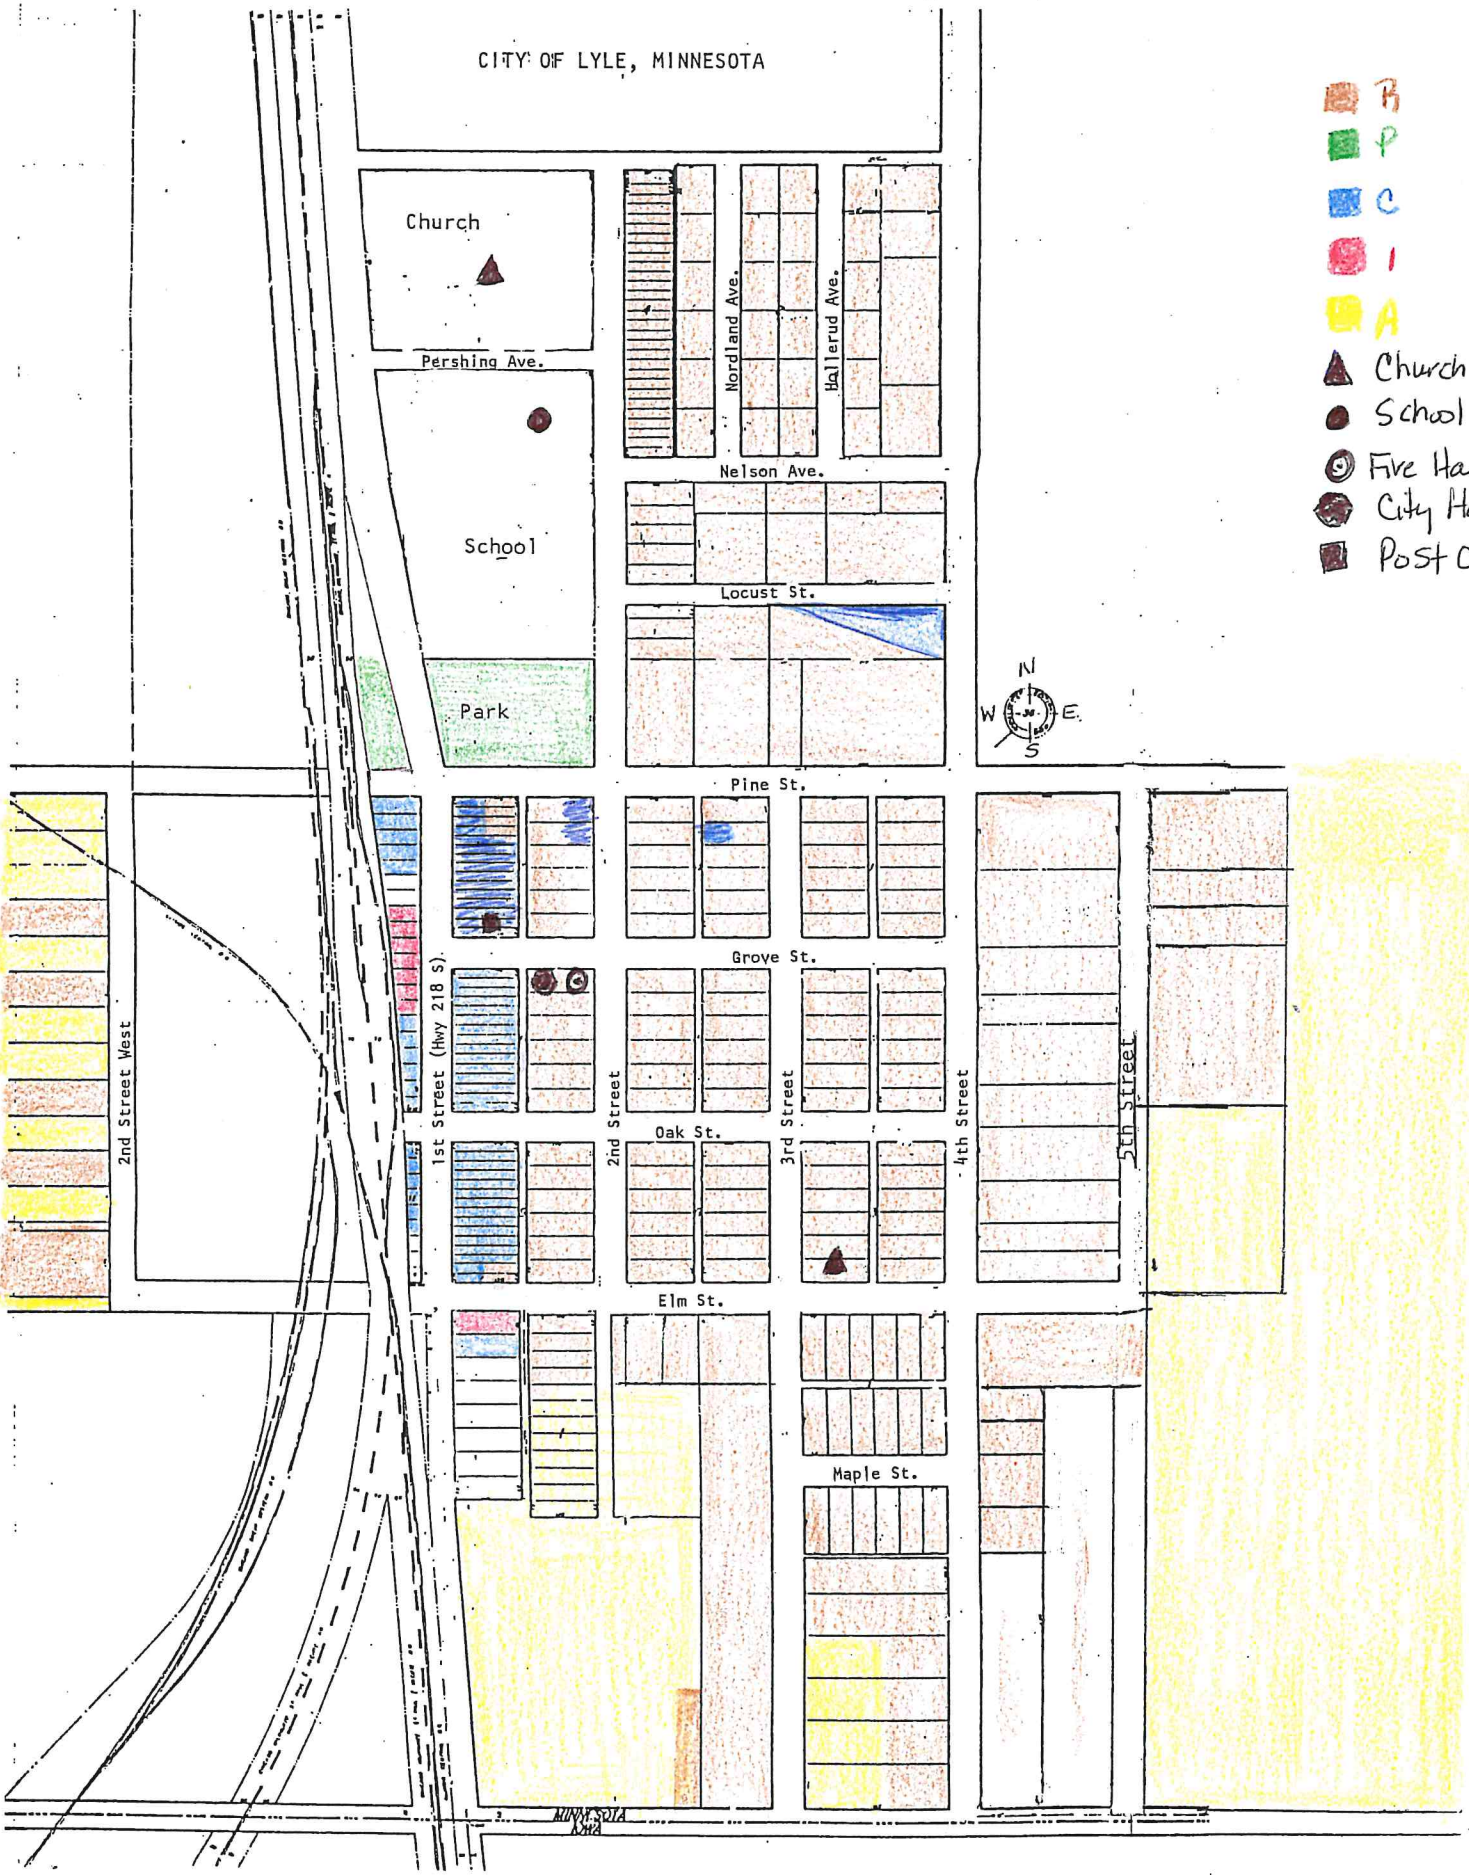 CITY OF LYLE, MINNESOTA
R
P
C
I
A
Church
School
Fire Ha
City Ha
Post O
Church
Pershing Ave.
Nordland Ave.
Hallerud Ave.
Nelson Ave.
School
Locust St.
Park
N
W
E
S
Pine St.
Grove St.
2nd Street West
1st Street (Hwy 218 S)
2nd Street
3rd Street
4th Street
5th Street
Oak St.
Elm St.
Maple St.
MINNESOTA
IOWA